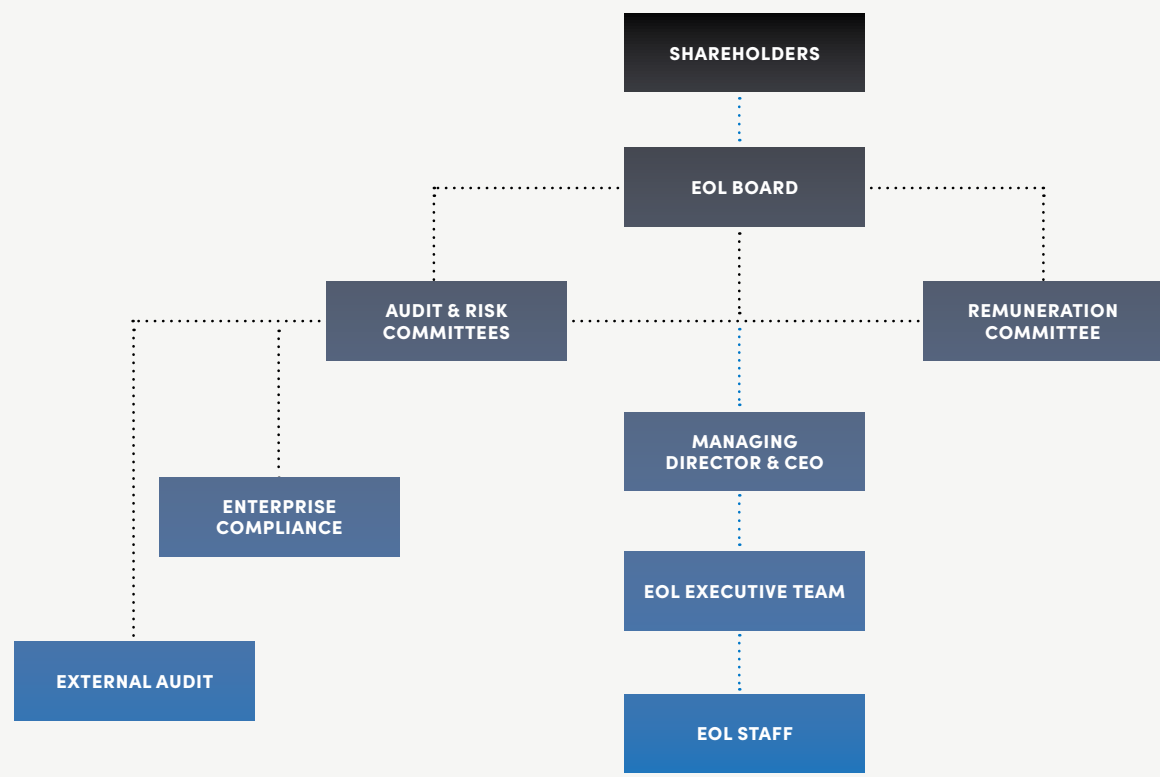 SHAREHOLDERS
EOL BOARD
AUDIT & RISK
COMMITTEES
REMUNERATION
COMMITTEE
MANAGING
DIRECTOR & CEO
ENTERPRISE
COMPLIANCE
EOL EXECUTIVE TEAM
EXTERNAL AUDIT
EOL STAFF